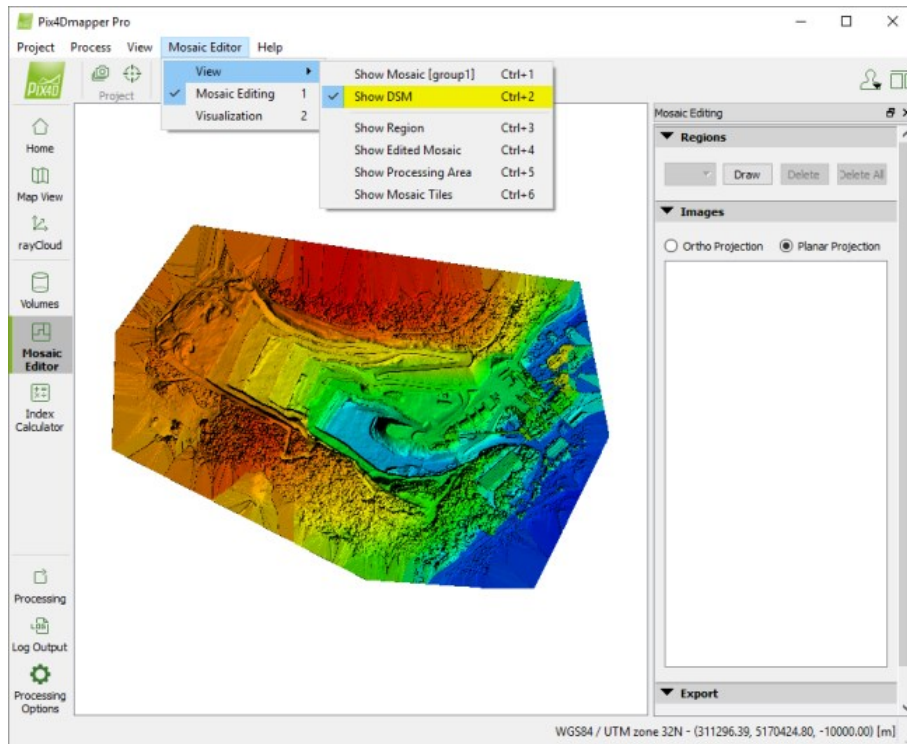 Pix4Dmapper Pro
Project Process View Mosaic Editor Help
PIX4D
Project
View
Mosaic Editing 1
Visualization 2
Show Mosaic [group1] Ctrl+1
Show DSM Ctrl+2
Show Region Ctrl+3
Show Edited Mosaic Ctrl+4
Show Processing Area Ctrl+5
Show Mosaic Tiles Ctrl+6
Home
Map View
rayCloud
Volumes
Mosaic
Editor
Index
Calculator
Processing
LOG
Log Output
Processing
Options
Mosaic Editing
Regions
Draw Delete Delete All
Images
Ortho Projection Planar Projection
Export
WGS84 / UTM zone 32N - (311296.39, 5170424.80, -10000.00) [m]